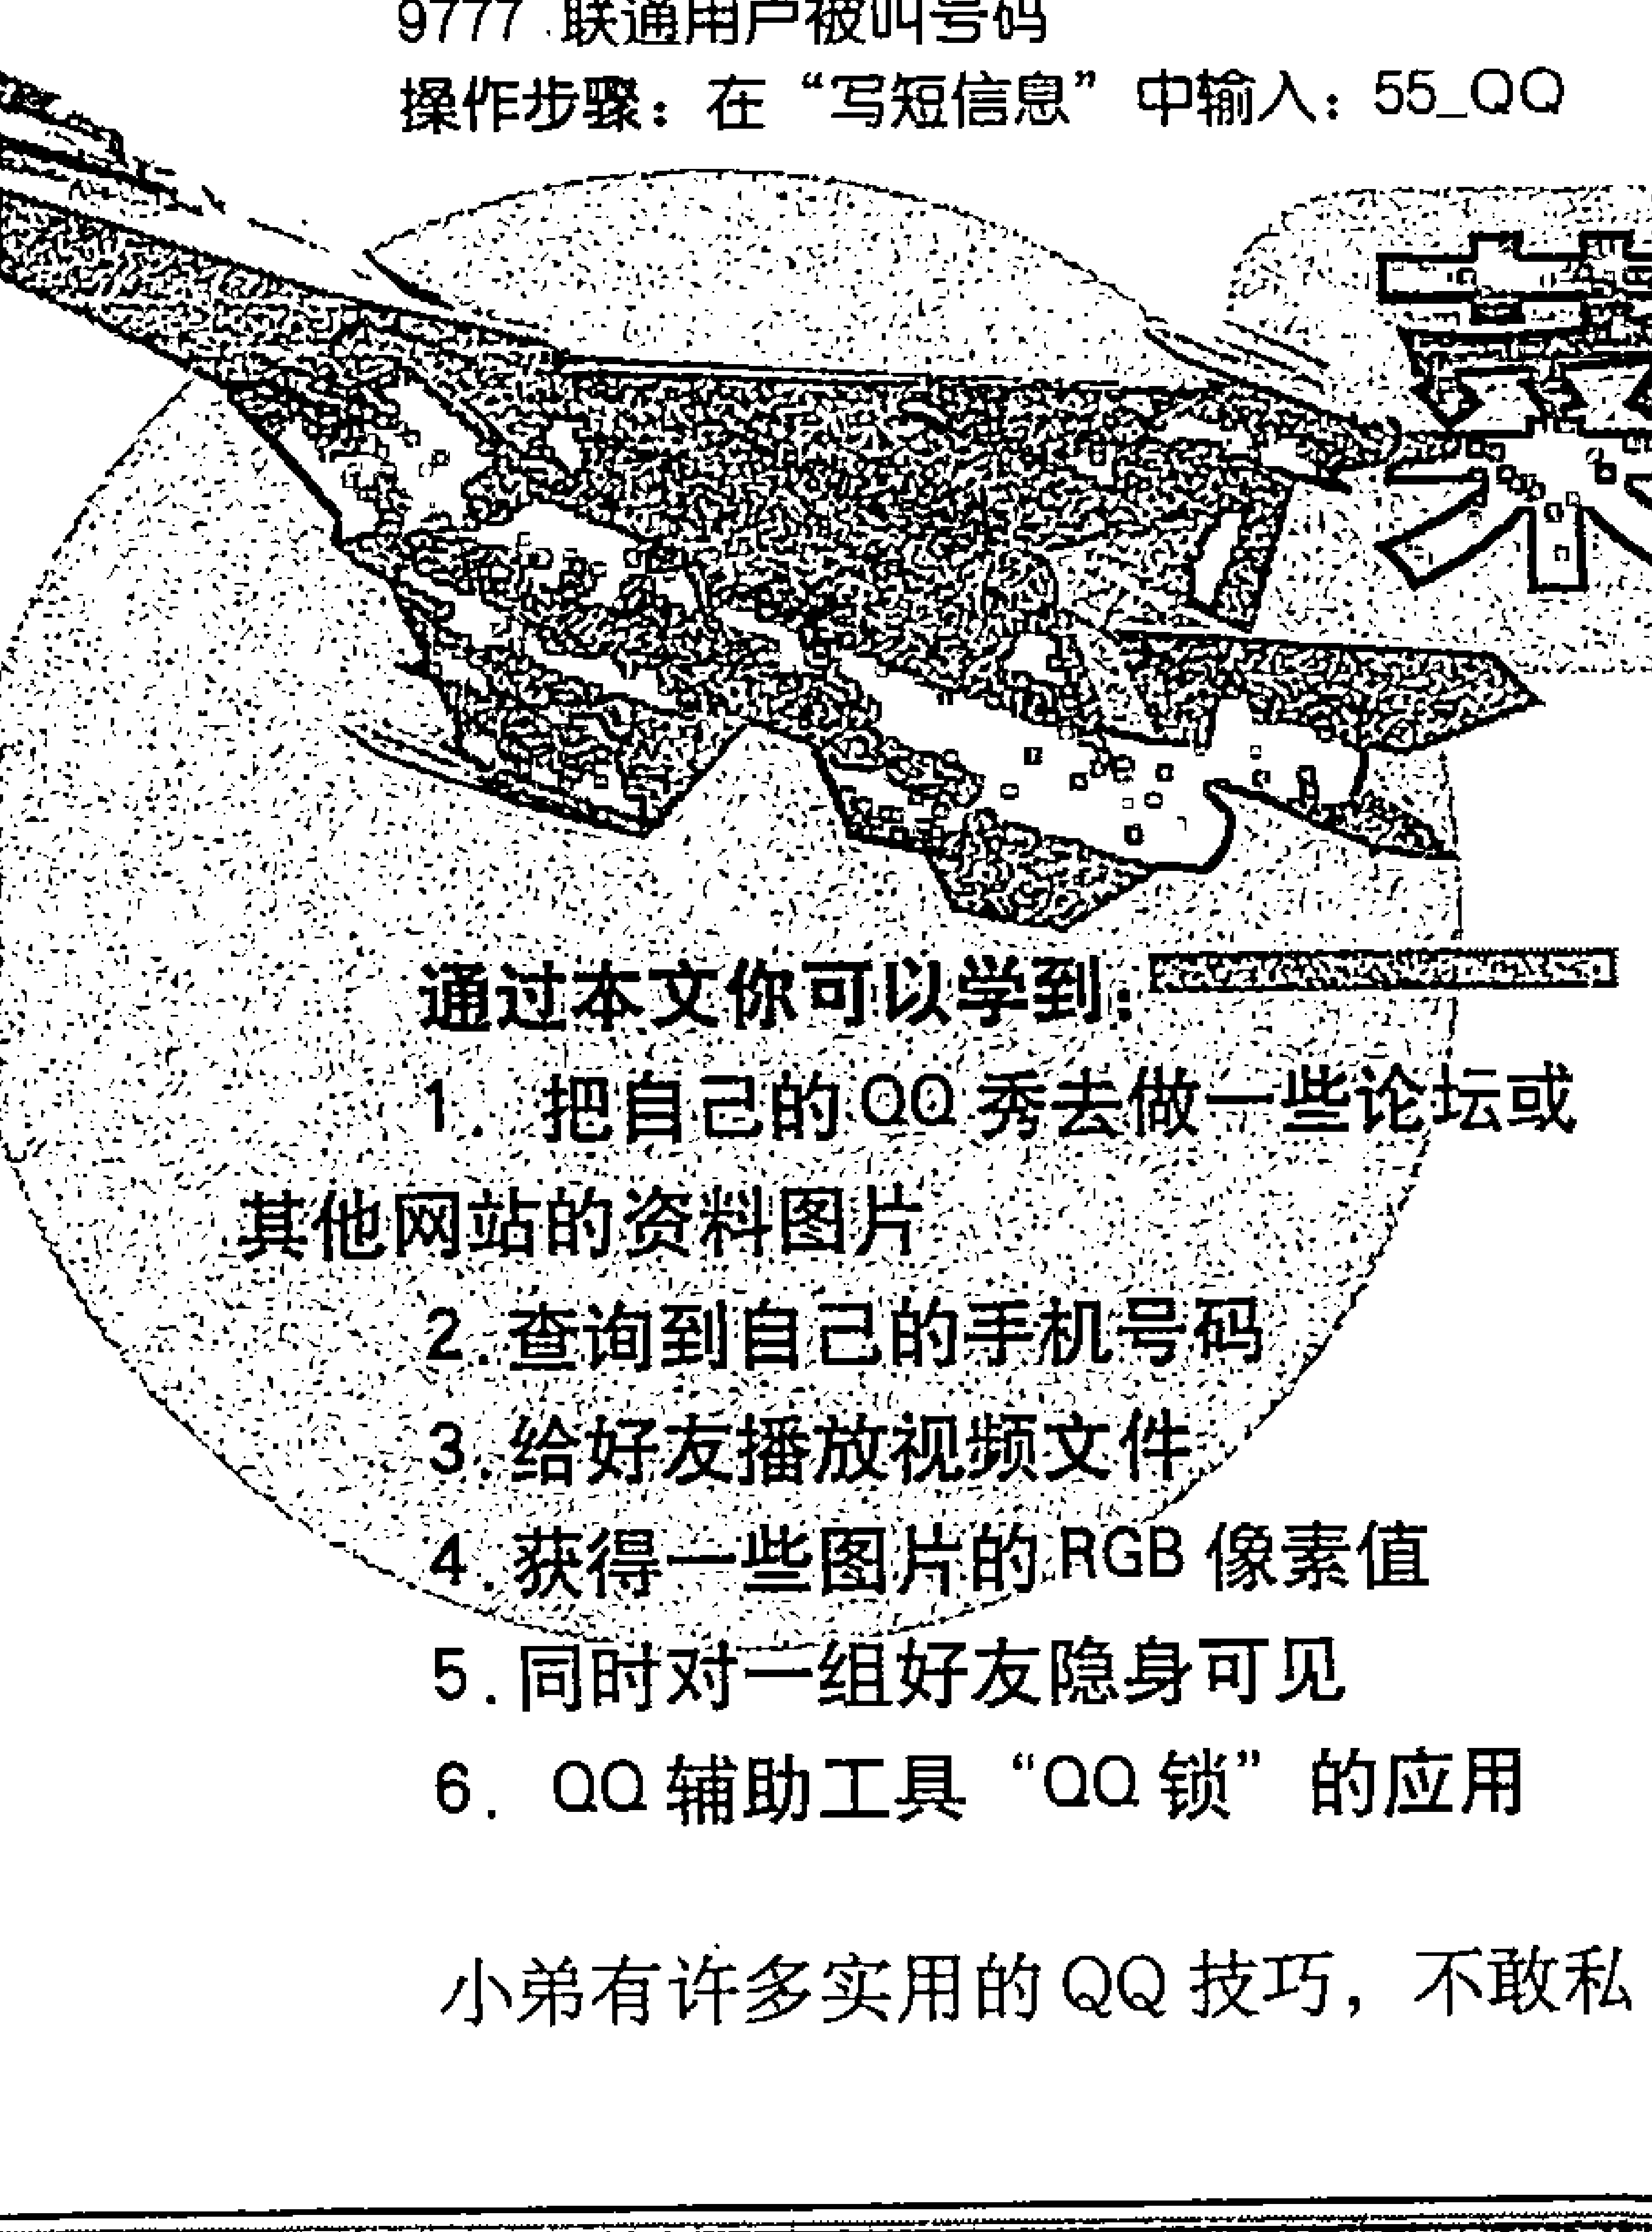 9777 联通用户被叫号码
操作步骤：在“写短信息”中输入：55_QQ
菜
通过本文你可以学到：
1. 把自己的QQ秀去做一些论坛或
其他网站的资料图片
2.查询到自己的手机号码
3.给好友播放视频文件
4.获得一些图片的RGB像素值
5.同时对一组好友隐身可见
6. QQ辅助工具“QQ锁”的应用
小弟有许多实用的QQ技巧，不敢私